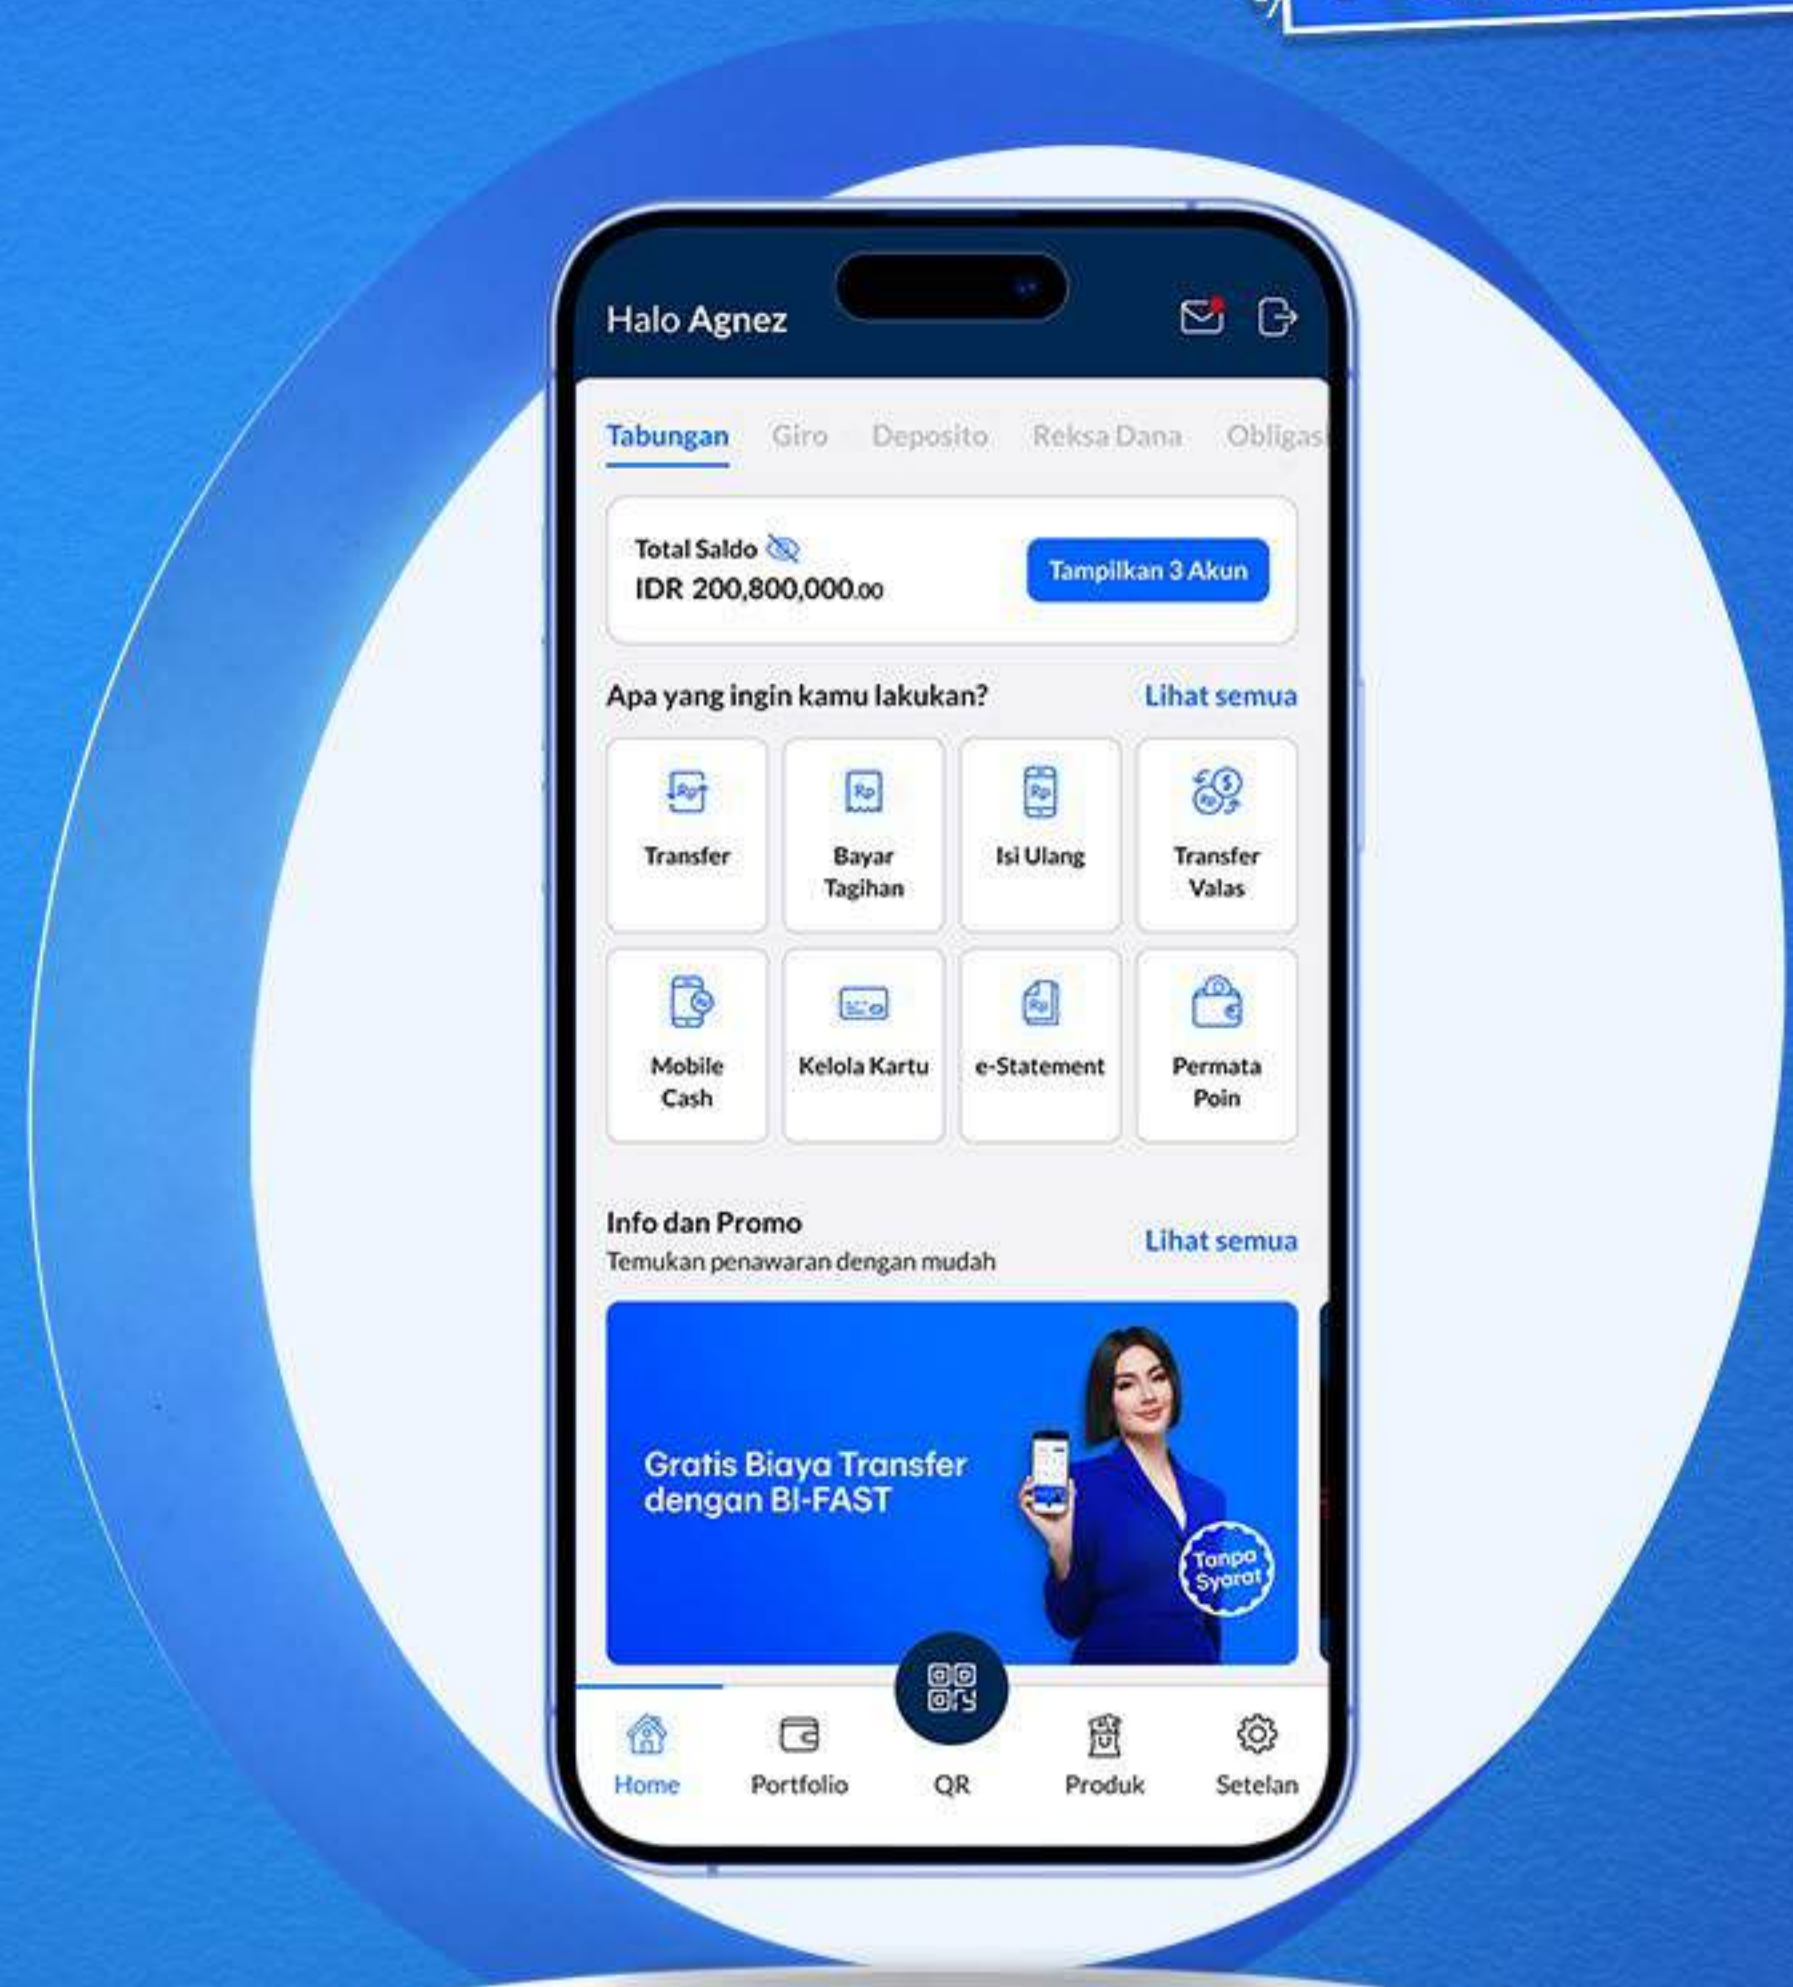 Halo Agnez
Tabungan Giro Deposito Reksa Dana Obligasi
Total Saldo
IDR 200,800,000.00
Tampilkan 3 Akun
Apa yang ingin kamu lakukan? Lihat semua
Transfer
Bayar
Tagihan
Isi Ulang
Transfer
Valas
Mobile
Cash
Kelola Kartu
e-Statement
Permata
Poin
Info dan Promo
Temukan penawaran dengan mudah
Lihat semua
Gratis Biaya Transfer
dengan BI-FAST
Tanpa
Syarat
Home Portfolio QR Produk Setelan